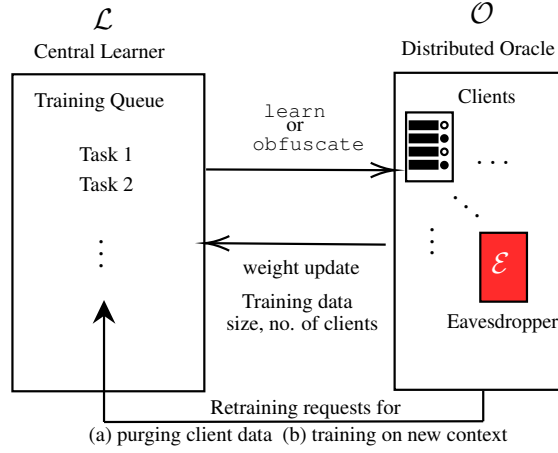 ℒ
Central Learner
Training Queue
Task 1
Task 2
learn
or
obfuscate
weight update
Training data
size, no. of clients
𝒪
Distributed Oracle
Clients
ℰ
Eavesdropper
Retraining requests for
(a) purging client data (b) training on new context